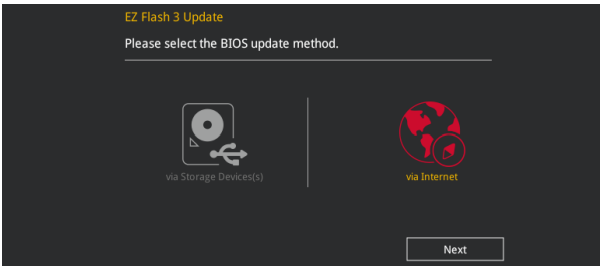 EZ Flash 3 Update
Please select the BIOS update method.
via Storage Devices(s)
via Internet
Next